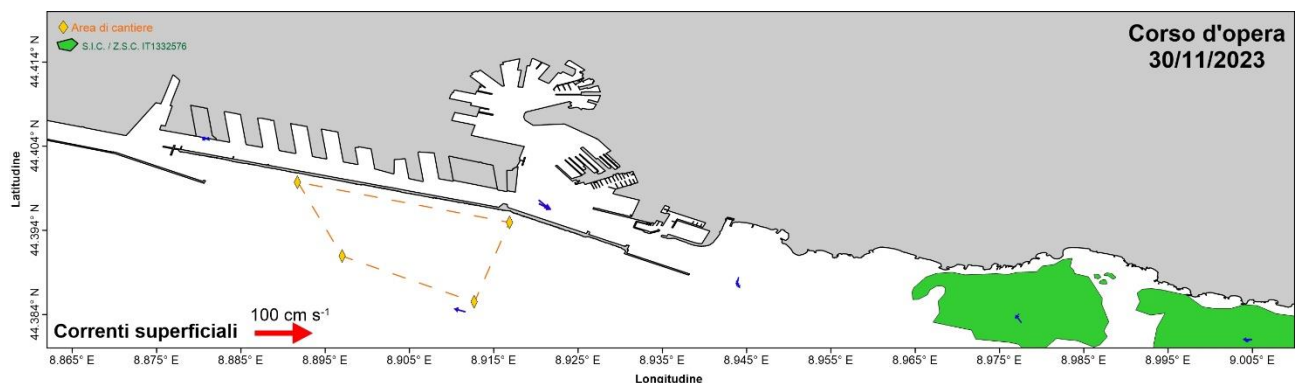 Area di cantiere
S.I.C. / Z.S.C. IT1332576
Corso d'opera
30/11/2023
44.414° N
44.404° N
44.394° N
44.384° N
Latitudine
Correnti superficiali
100 cm s⁻¹
8.865° E 8.875° E 8.885° E 8.895° E 8.905° E 8.915° E 8.925° E 8.935° E 8.945° E 8.955° E 8.965° E 8.975° E 8.985° E 8.995° E 9.005° E
Longitudine